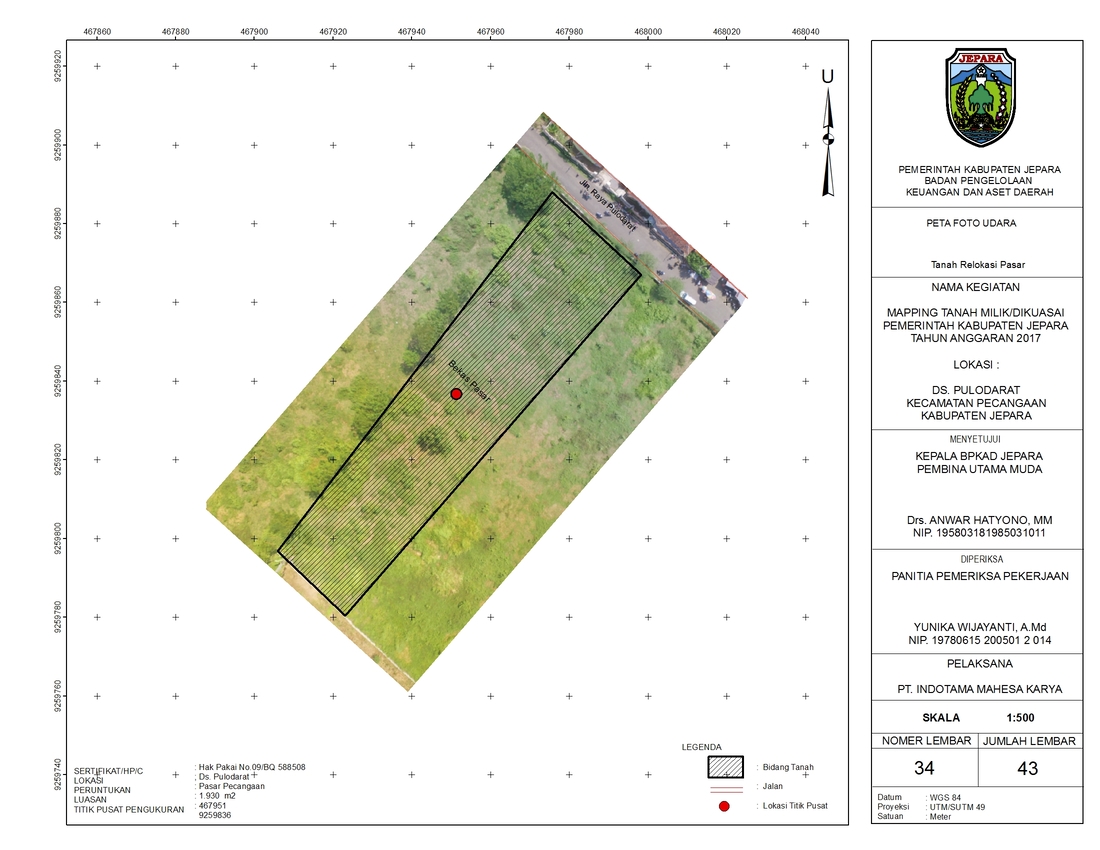 467860 467880 467900 467920 467940 467960 467980 468000 468020 468040
9259920
9259900
9259880
9259860
9259840
9259820
9259800
9259780
9259760
9259740
U
Jln. Raya Pulodarat
Bekas Pasar
SERTIFIKAT/HP/C : Hak Pakai No.09/BQ 588508
LOKASI : Ds. Pulodarat
PERUNTUKAN : Pasar Pecangaan
LUASAN : 1.930 m2
TITIK PUSAT PENGUKURAN : 467951
9259836
LEGENDA
: Bidang Tanah
: Jalan
: Lokasi Titik Pusat
JEPARA
PEMERINTAH KABUPATEN JEPARA
BADAN PENGELOLAAN
KEUANGAN DAN ASET DAERAH
PETA FOTO UDARA
Tanah Relokasi Pasar
NAMA KEGIATAN
MAPPING TANAH MILIK/DIKUASAI
PEMERINTAH KABUPATEN JEPARA
TAHUN ANGGARAN 2017
LOKASI :
DS. PULODARAT
KECAMATAN PECANGAAN
KABUPATEN JEPARA
MENYETUJUI
KEPALA BPKAD JEPARA
PEMBINA UTAMA MUDA
Drs. ANWAR HATYONO, MM
NIP. 195803181985031011
DIPERIKSA
PANITIA PEMERIKSA PEKERJAAN
YUNIKA WIJAYANTI, A.Md
NIP. 19780615 200501 2 014
PELAKSANA
PT. INDOTAMA MAHESA KARYA
SKALA 1:500
NOMER LEMBAR JUMLAH LEMBAR
34 43
Datum : WGS 84
Proyeksi : UTM/SUTM 49
Satuan : Meter